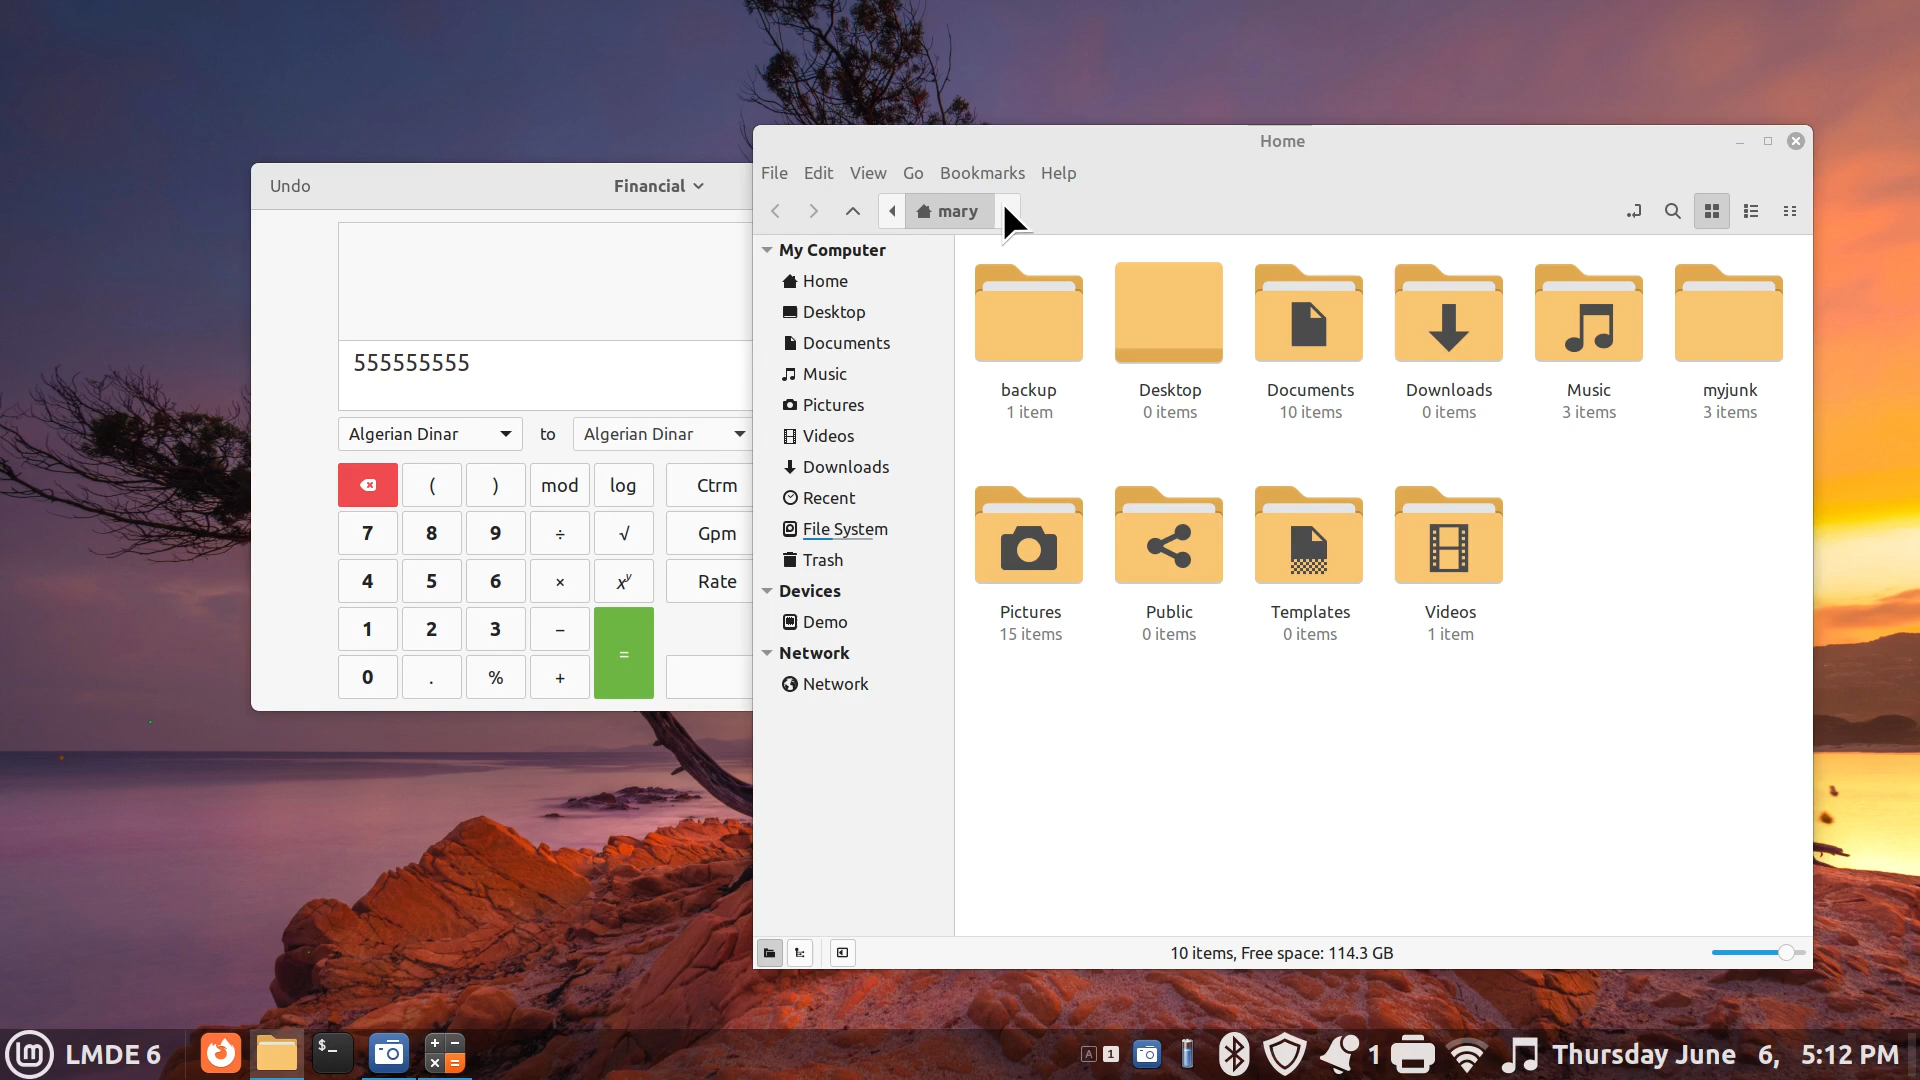 Home
File Edit View Go Bookmarks Help
mary
Undo
Financial
555555555
Algerian Dinar to Algerian Dinar
( ) mod log Ctrm
7 8 9 ÷ √ Gpm
4 5 6 × xʸ Rate
1 2 3 −
=
0 . % +
My Computer
Home
Desktop
Documents
Music
Pictures
Videos
Downloads
Recent
File System
Trash
Devices
Demo
Network
Network
backup Desktop Documents Downloads Music myjunk
1 item 0 items 10 items 0 items 3 items 3 items
Pictures Public Templates Videos
15 items 0 items 0 items 1 item
10 items, Free space: 114.3 GB
LMDE 6 $_ A 1 1 Thursday June 6, 5:12 PM